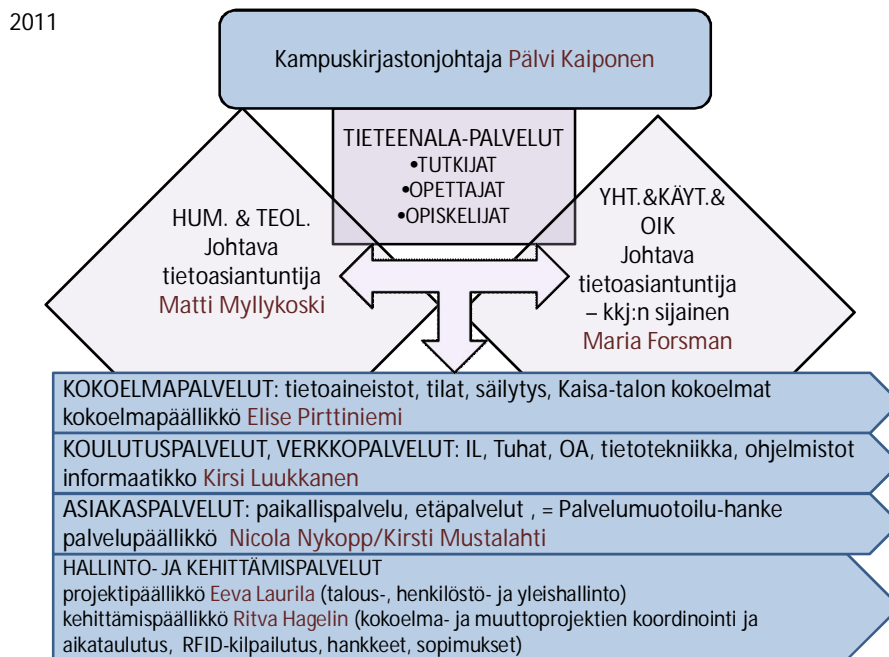 2011
Kampuskirjastonjohtaja Pälvi Kaiponen
TIETEENALA-PALVELUT
•TUTKIJAT
•OPETTAJAT
•OPISKELIJAT
HUM. & TEOL.
Johtava
tietoasiantuntija
Matti Myllykoski
YHT.&KÄYT.&
OIK
Johtava
tietoasiantuntija
– kkj:n sijainen
Maria Forsman
KOKOELMAPALVELUT: tietoaineistot, tilat, säilytys, Kaisa-talon kokoelmat
kokoelmapäällikkö Elise Pirttiniemi
KOULUTUSPALVELUT, VERKKOPALVELUT: IL, Tuhat, OA, tietotekniikka, ohjelmistot
informaatikko Kirsi Luukkanen
ASIAKASPALVELUT: paikallispalvelu, etäpalvelut , = Palvelumuotoilu-hanke
palvelupäällikkö Nicola Nykopp/Kirsti Mustalahti
HALLINTO- JA KEHITTÄMISPALVELUT
projektipäällikkö Eeva Laurila (talous-, henkilöstö- ja yleishallinto)
kehittämispäällikkö Ritva Hagelin (kokoelma- ja muuttoprojektien koordinointi ja
aikataulutus, RFID-kilpailutus, hankkeet, sopimukset)